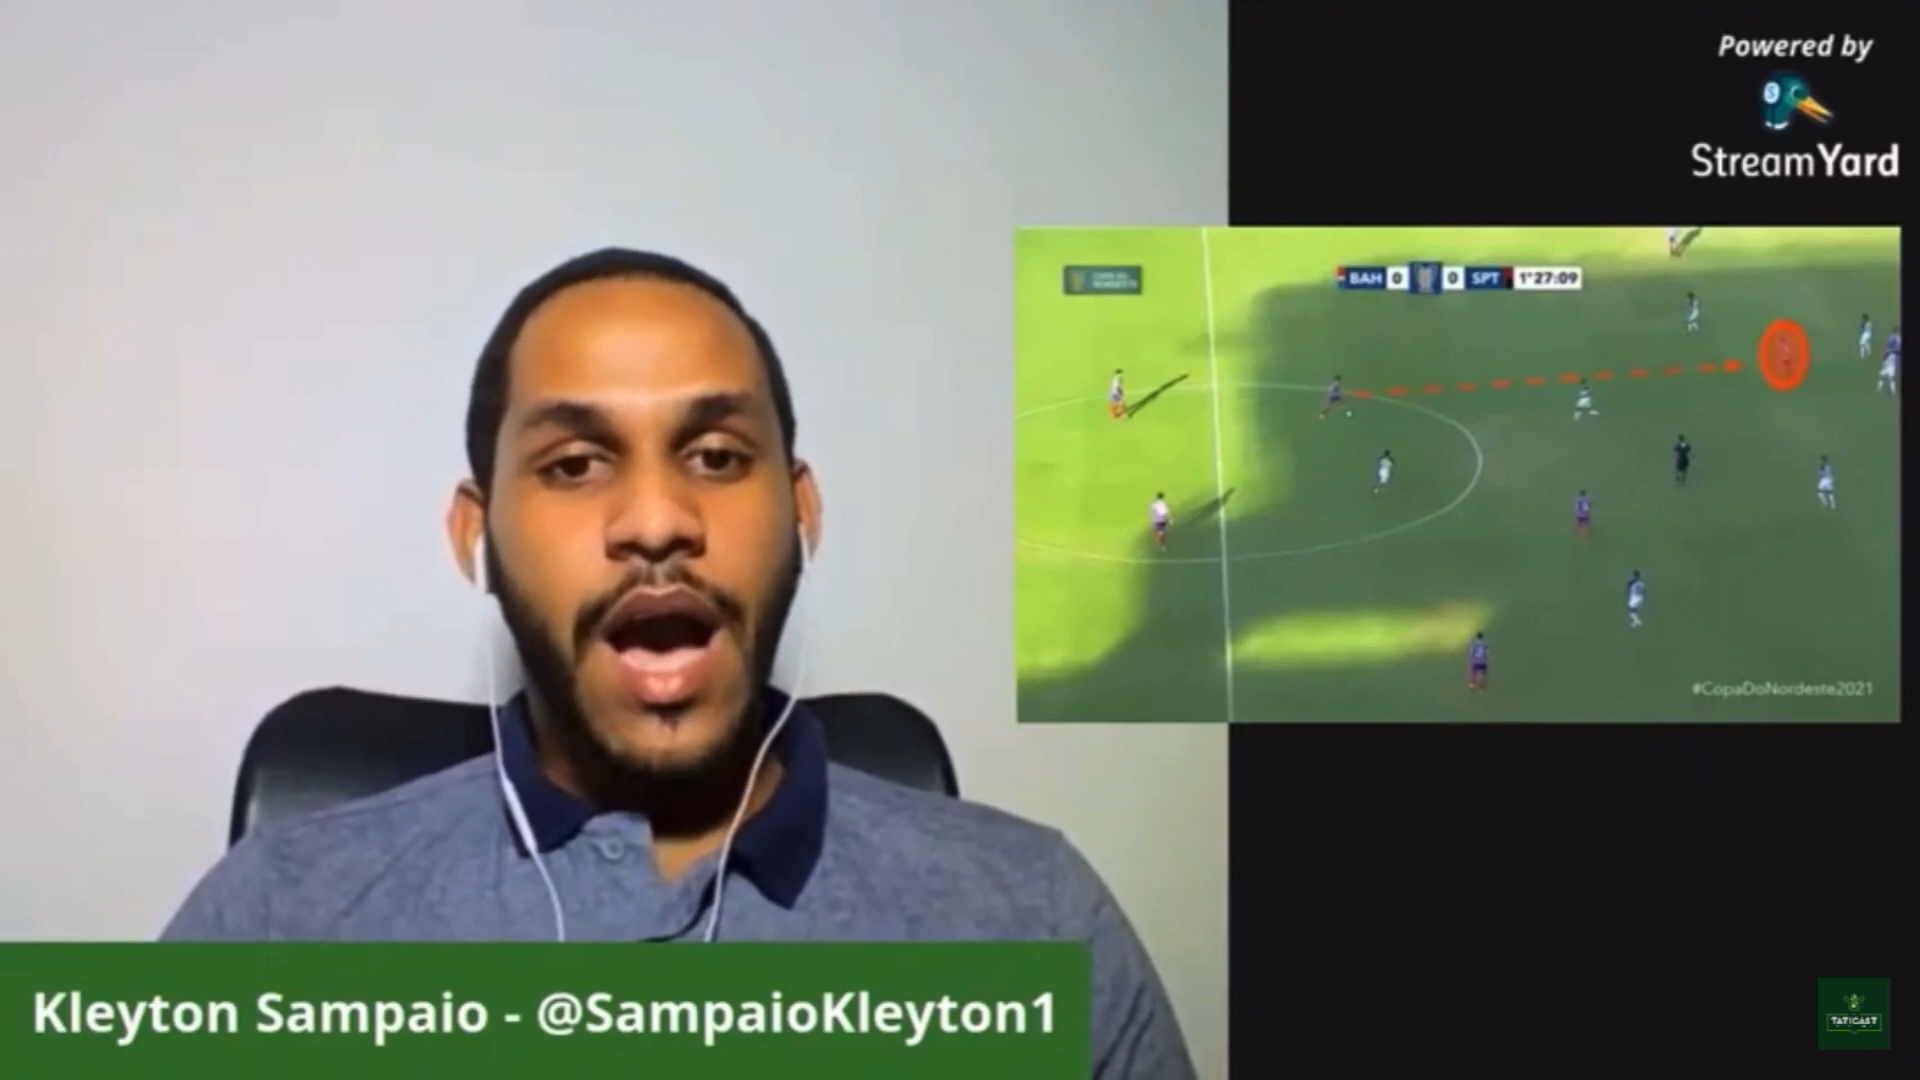 Powered by
StreamYard
BAH 0 0 SPT 1°27:09
#CopaDoNordeste2021
Kleyton Sampaio - @SampaioKleyton1
TATICAST